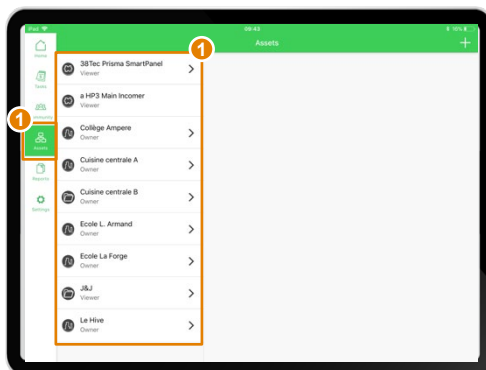 iPad
09:43
16%
Assets
+
Home
Tasks
1
Assets
Reports
Settings
1
38Tec Prisma SmartPanel
Viewer
a HP3 Main Incomer
Viewer
Collège Ampere
Owner
Cuisine centrale A
Owner
Cuisine centrale B
Owner
Ecole L. Armand
Owner
Ecole La Forge
Owner
J&J
Viewer
Le Hive
Owner